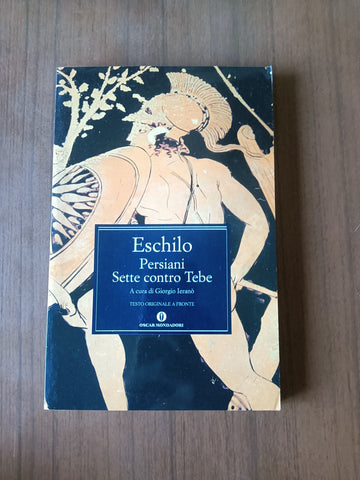 Eschilo
Persiani
Sette contro Tebe
A cura di Giorgio Ieranò
TESTO ORIGINALE A FRONTE
OSCAR MONDADORI